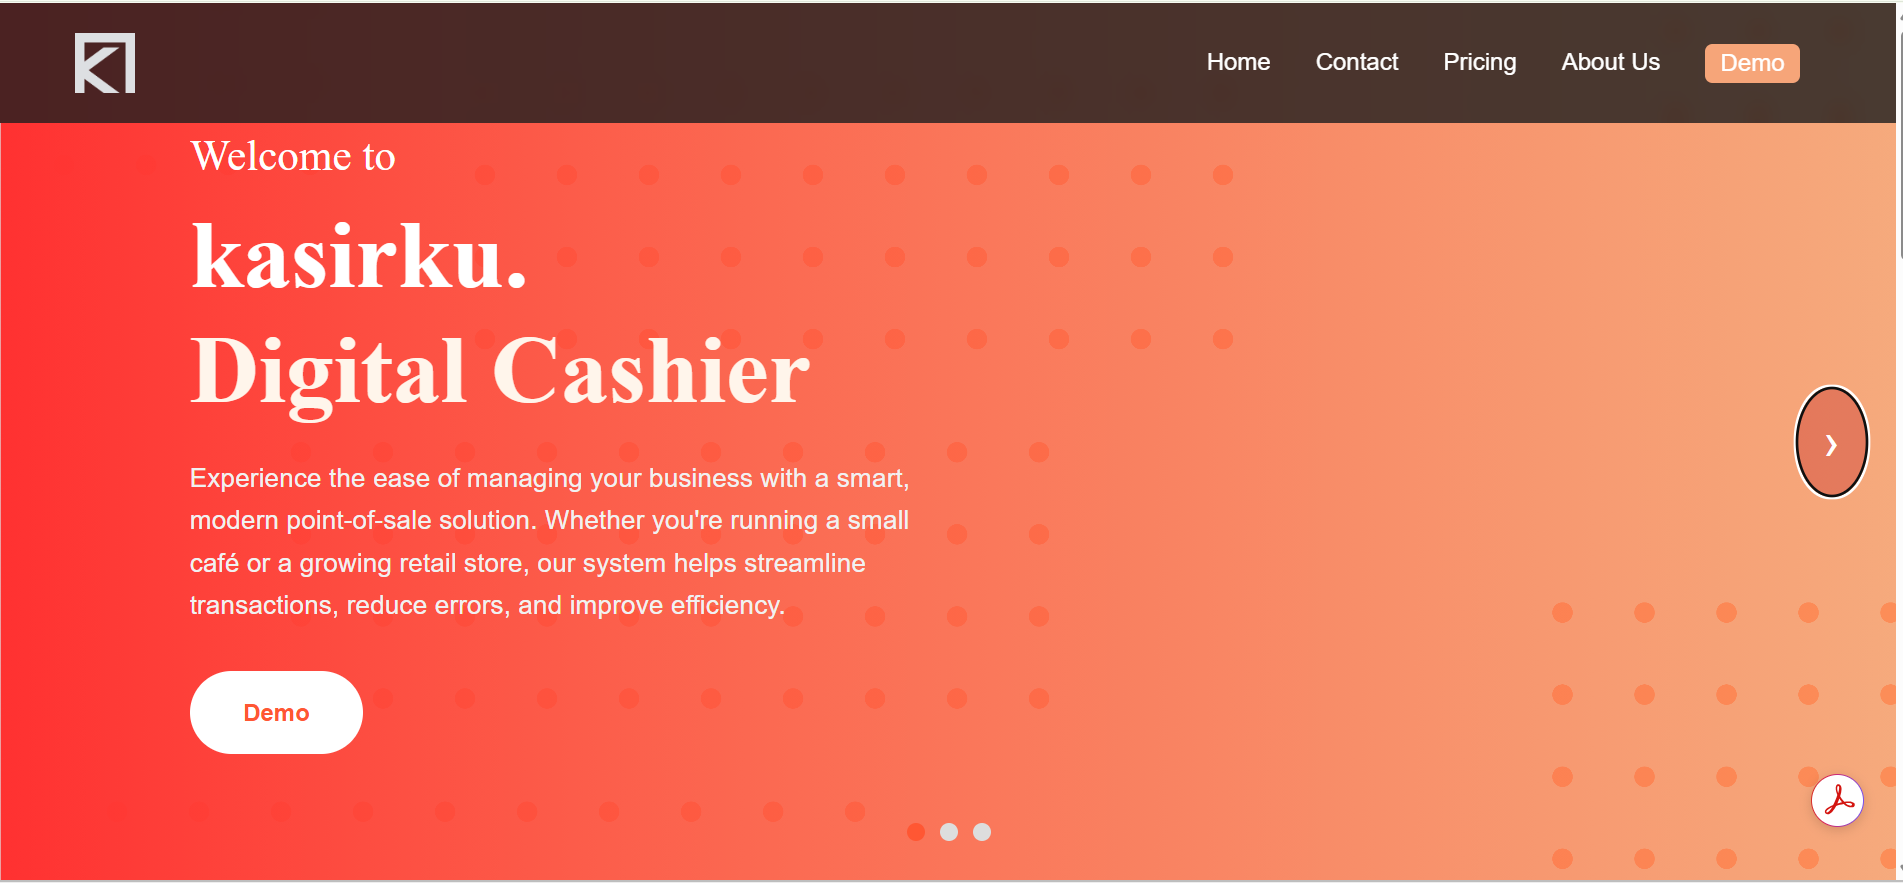 Home Contact Pricing About Us Demo
Welcome to
kasirku.
Digital Cashier
Experience the ease of managing your business with a smart,
modern point-of-sale solution. Whether you're running a small
café or a growing retail store, our system helps streamline
transactions, reduce errors, and improve efficiency.
Demo